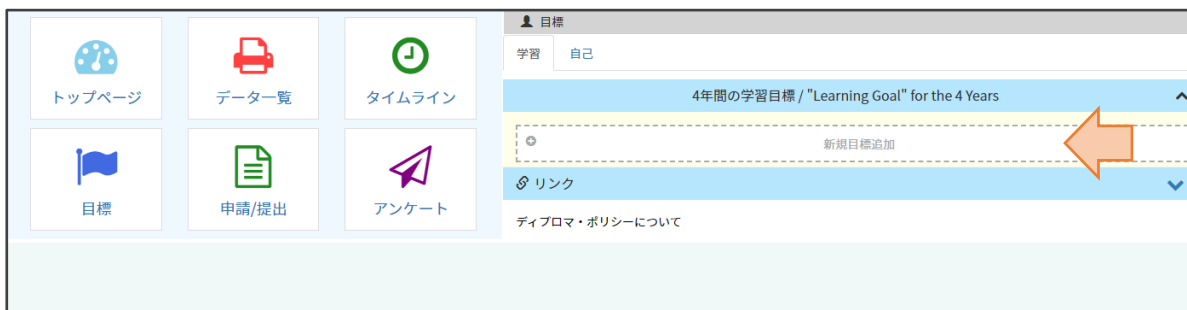 トップページ
データ一覧
タイムライン
目標
申請/提出
アンケート
目標
学習
自己
4年間の学習目標 / "Learning Goal" for the 4 Years
新規目標追加
リンク
ディプロマ・ポリシーについて